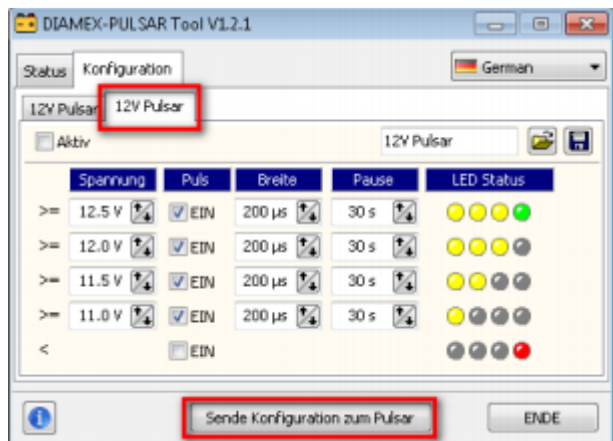 DIAMEX-PULSAR Tool V1.2.1
Status Konfiguration German
12V Pulsar 12V Pulsar
Aktiv 12V Pulsar
Spannung Puls Breite Pause LED Status
>= 12.5 V EIN 200 µs 30 s
>= 12.0 V EIN 200 µs 30 s
>= 11.5 V EIN 200 µs 30 s
>= 11.0 V EIN 200 µs 30 s
< EIN
Sende Konfiguration zum Pulsar ENDE